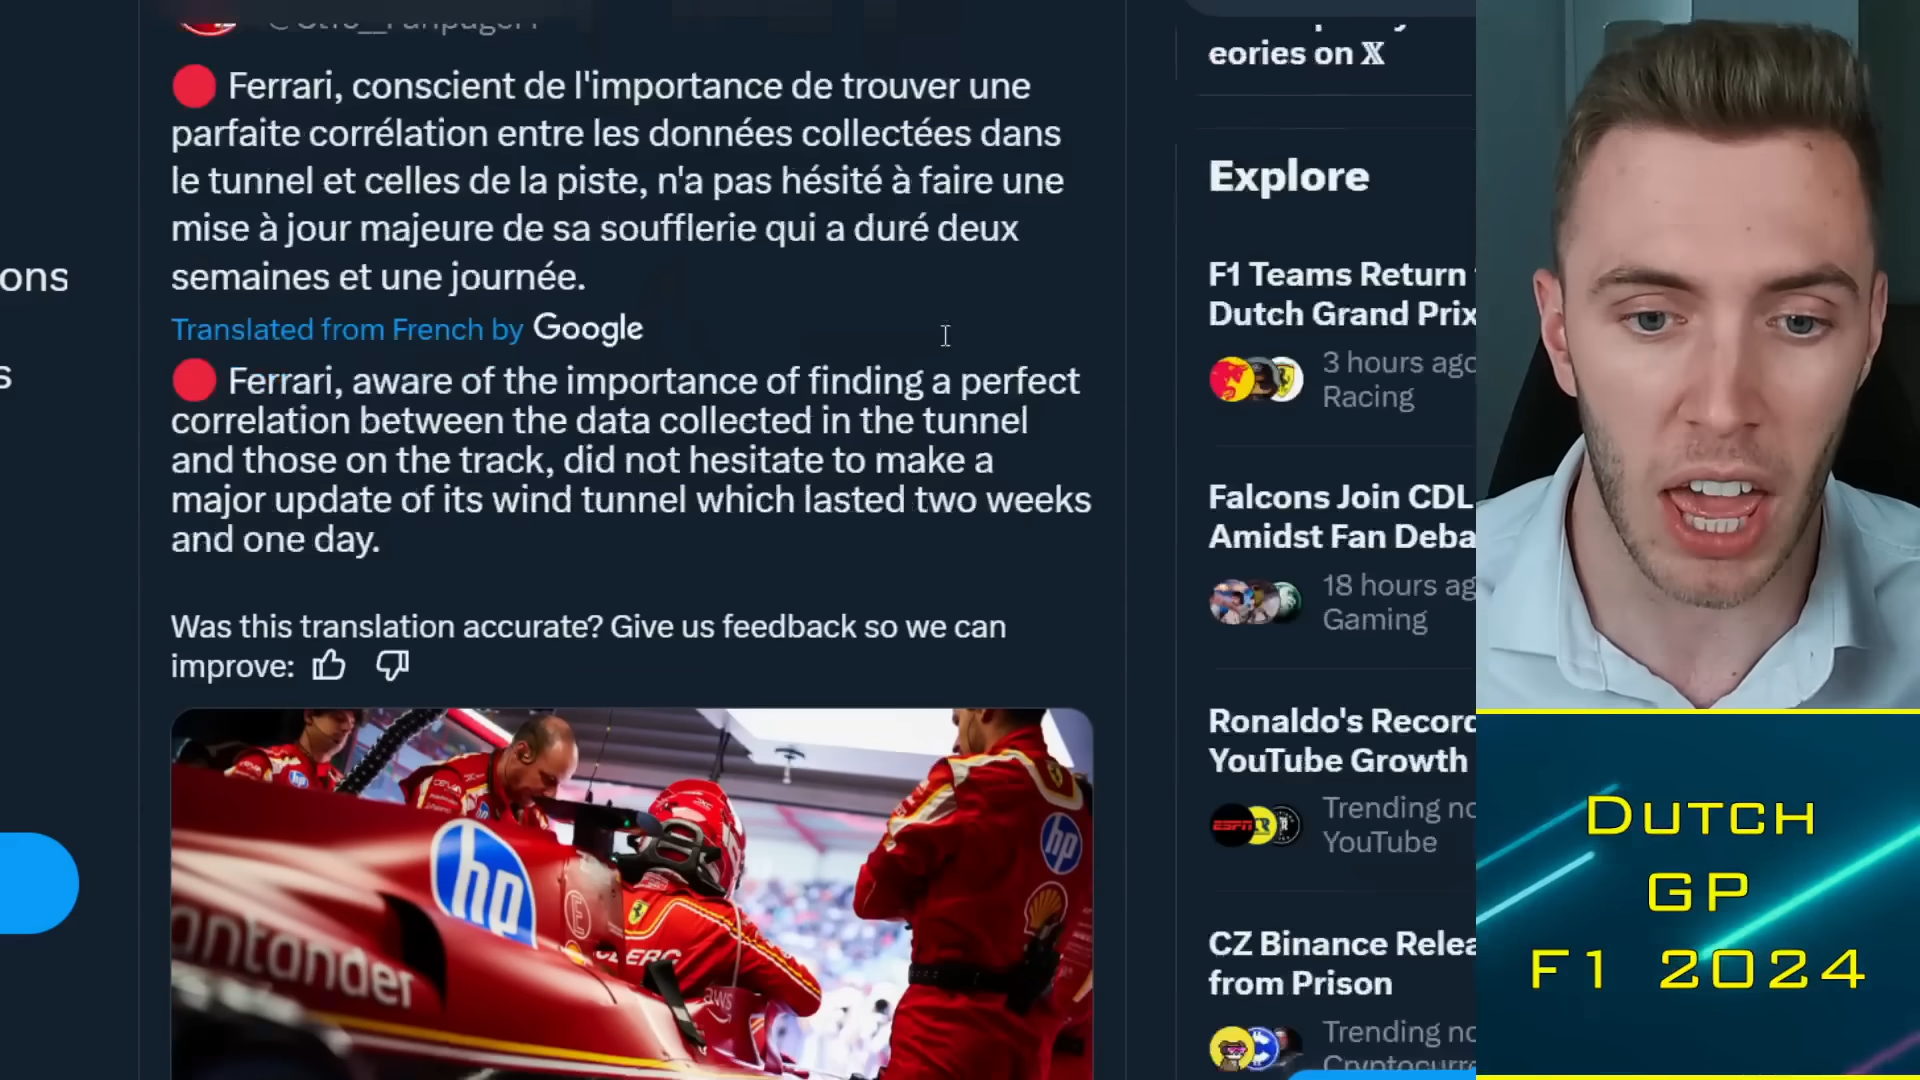 Ferrari, conscient de l'importance de trouver une
parfaite corrélation entre les données collectées dans
le tunnel et celles de la piste, n'a pas hésité à faire une
mise à jour majeure de sa soufflerie qui a duré deux
semaines et une journée.
Translated from French by Google
Ferrari, aware of the importance of finding a perfect
correlation between the data collected in the tunnel
and those on the track, did not hesitate to make a
major update of its wind tunnel which lasted two weeks
and one day.
Was this translation accurate? Give us feedback so we can
improve:
hp
hp
antander
aws
ons
s
eories on X
Explore
F1 Teams Return
Dutch Grand Prix
3 hours ago
Racing
Falcons Join CDL
Amidst Fan Deba
18 hours ag
Gaming
Ronaldo's Record
YouTube Growth
ESPN
Trending no
YouTube
CZ Binance Relea
from Prison
Trending no
DUTCH
GP
F1 2024